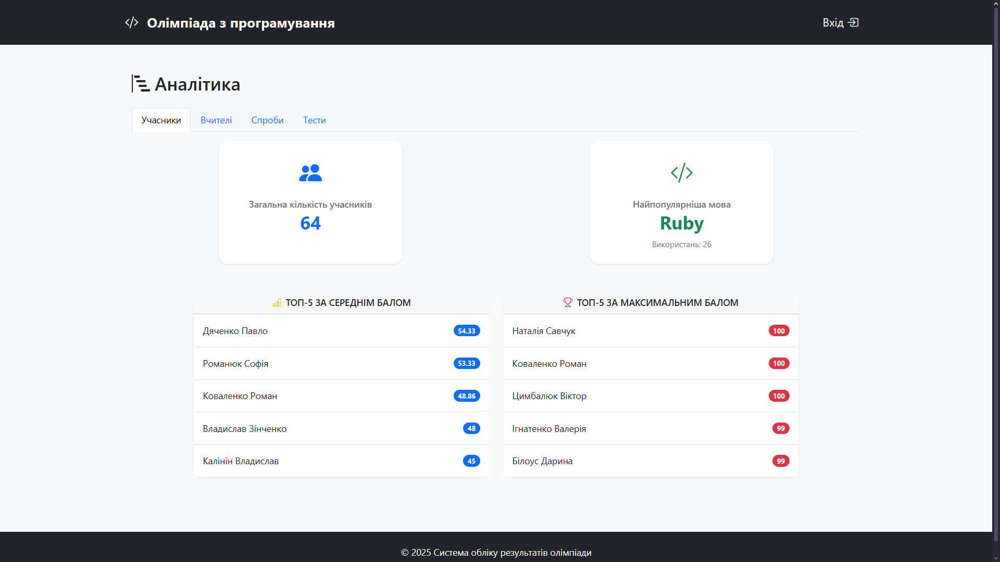 Олімпіада з програмування
Вхід
Аналітика
Учасники Вчителі Спроби Тести
Загальна кількість учасників
64
Найпопулярніша мова
Ruby
Використань: 26
ТОП-5 ЗА СЕРЕДНІМ БАЛОМ
Дяченко Павло 54.33
Романюк Софія 53.33
Коваленко Роман 48.86
Владислав Зінченко 48
Калінін Владислав 45
ТОП-5 ЗА МАКСИМАЛЬНИМ БАЛОМ
Наталія Савчук 100
Коваленко Роман 100
Цимбалюк Віктор 100
Ігнатенко Валерія 99
Білоус Дарина 99
© 2025 Система обліку результатів олімпіади